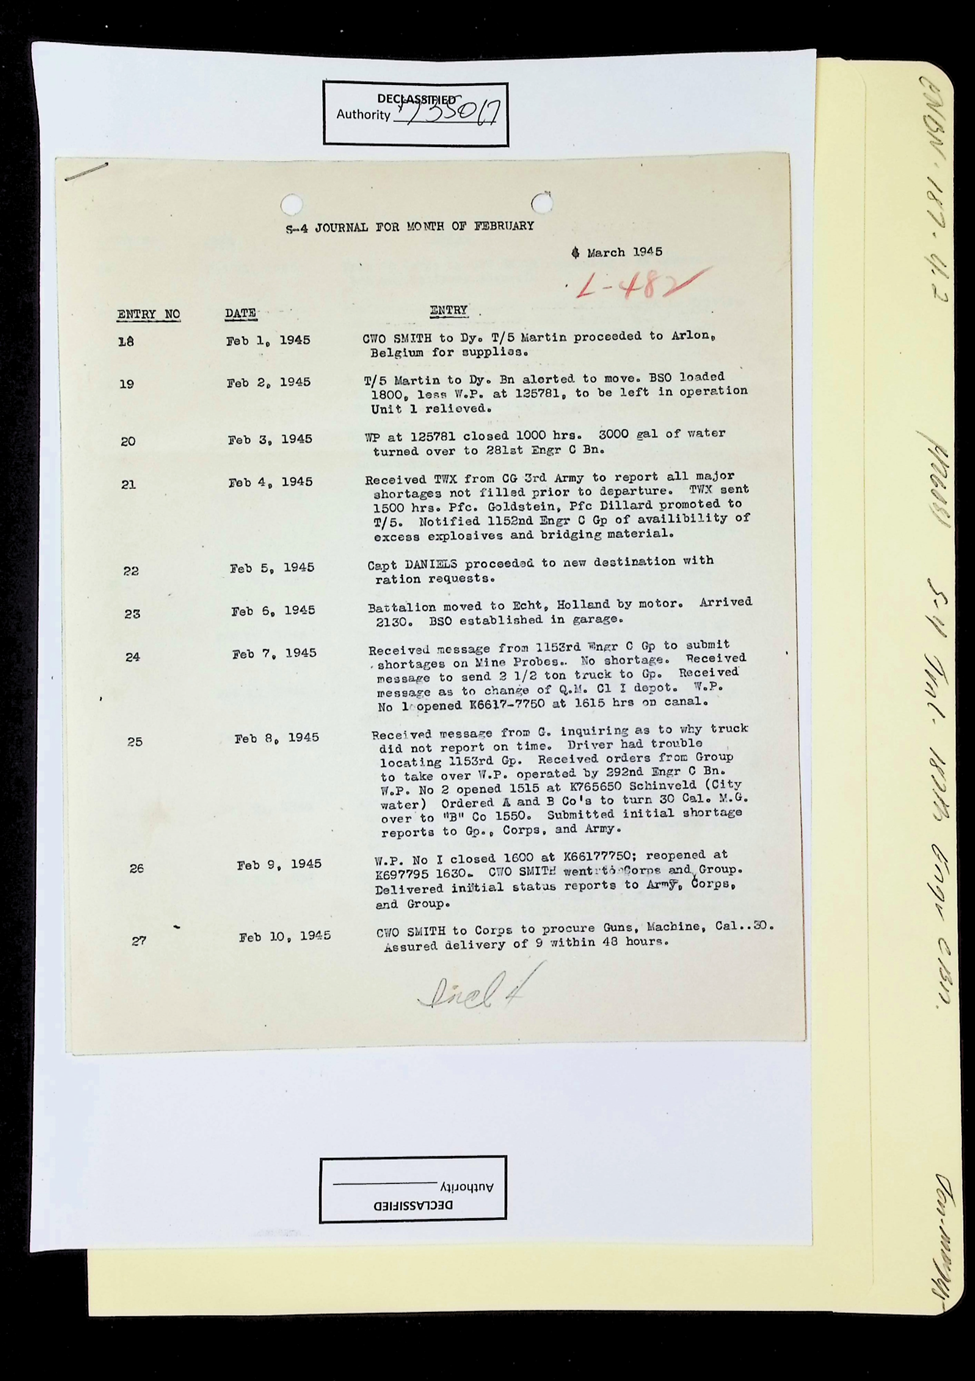 DECLASSIFIED
Authority 735017
S-4 JOURNAL FOR MONTH OF FEBRUARY
4 March 1945
L-482
ENTRY NO DATE ENTRY
18 Feb 1, 1945 CWO SMITH to Dy. T/5 Martin proceeded to Arlon,
Belgium for supplies.
19 Feb 2, 1945 T/5 Martin to Dy. Bn alerted to move. BSO loaded
1800, less W.P. at 125781, to be left in operation
Unit 1 relieved.
20 Feb 3, 1945 WP at 125781 closed 1000 hrs. 3000 gal of water
turned over to 281st Engr C Bn.
21 Feb 4, 1945 Received TWX from CG 3rd Army to report all major
shortages not filled prior to departure. TWX sent
1500 hrs. Pfc. Goldstein, Pfc Dillard promoted to
T/5. Notified 1152nd Engr C Gp of availibility of
excess explosives and bridging material.
22 Feb 5, 1945 Capt DANIELS proceeded to new destination with
ration requests.
23 Feb 6, 1945 Battalion moved to Echt, Holland by motor. Arrived
2130. BSO established in garage.
24 Feb 7, 1945 Received message from 1153rd Engr C Gp to submit
shortages on Mine Probes.. No shortage. Received
message to send 2 1/2 ton truck to Gp. Received
message as to change of Q.M. Cl I depot. W.P.
No 1 opened K6617-7750 at 1615 hrs on canal.
25 Feb 8, 1945 Received message from G. inquiring as to why truck
did not report on time. Driver had trouble
locating 1153rd Gp. Received orders from Group
to take over W.P. operated by 292nd Engr C Bn.
W.P. No 2 opened 1515 at K765650 Schinveld (City
water) Ordered A and B Co's to turn 30 Cal. M.G.
over to "B" Co 1550. Submitted initial shortage
reports to Gp., Corps, and Army.
26 Feb 9, 1945 W.P. No I closed 1600 at K66177750; reopened at
K697795 1630. CWO SMITH went to Corps and Group.
Delivered initial status reports to Army, Corps,
and Group.
27 Feb 10, 1945 CWO SMITH to Corps to procure Guns, Machine, Cal..30.
Assured delivery of 9 within 48 hours.
Incl 4
DECLASSIFIED
Authority
ENBN-187-4.2
S-4 Jrnl- 187th Engr CBn.